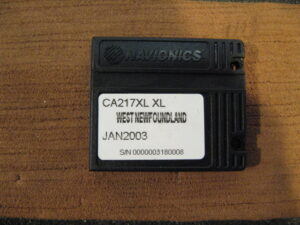 NAVIONICS
CA217XL XL
WEST NEWFOUNDLAND
JAN2003
S/N 0000003180008